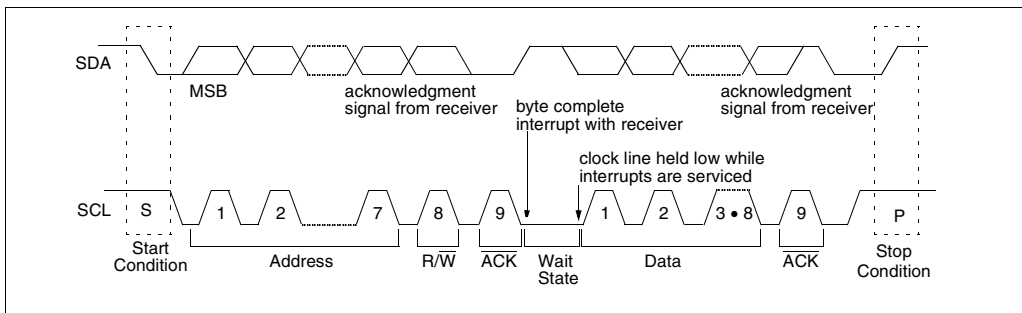 SDA
MSB
acknowledgment
signal from receiver
byte complete
interrupt with receiver
acknowledgment
signal from receiver
clock line held low while
interrupts are serviced
SCL
S
1
2
7
8
9
1
2
3 • 8
9
P
Start
Condition
Address
R/W̅
A̅C̅K̅
Wait
State
Data
A̅C̅K̅
Stop
Condition